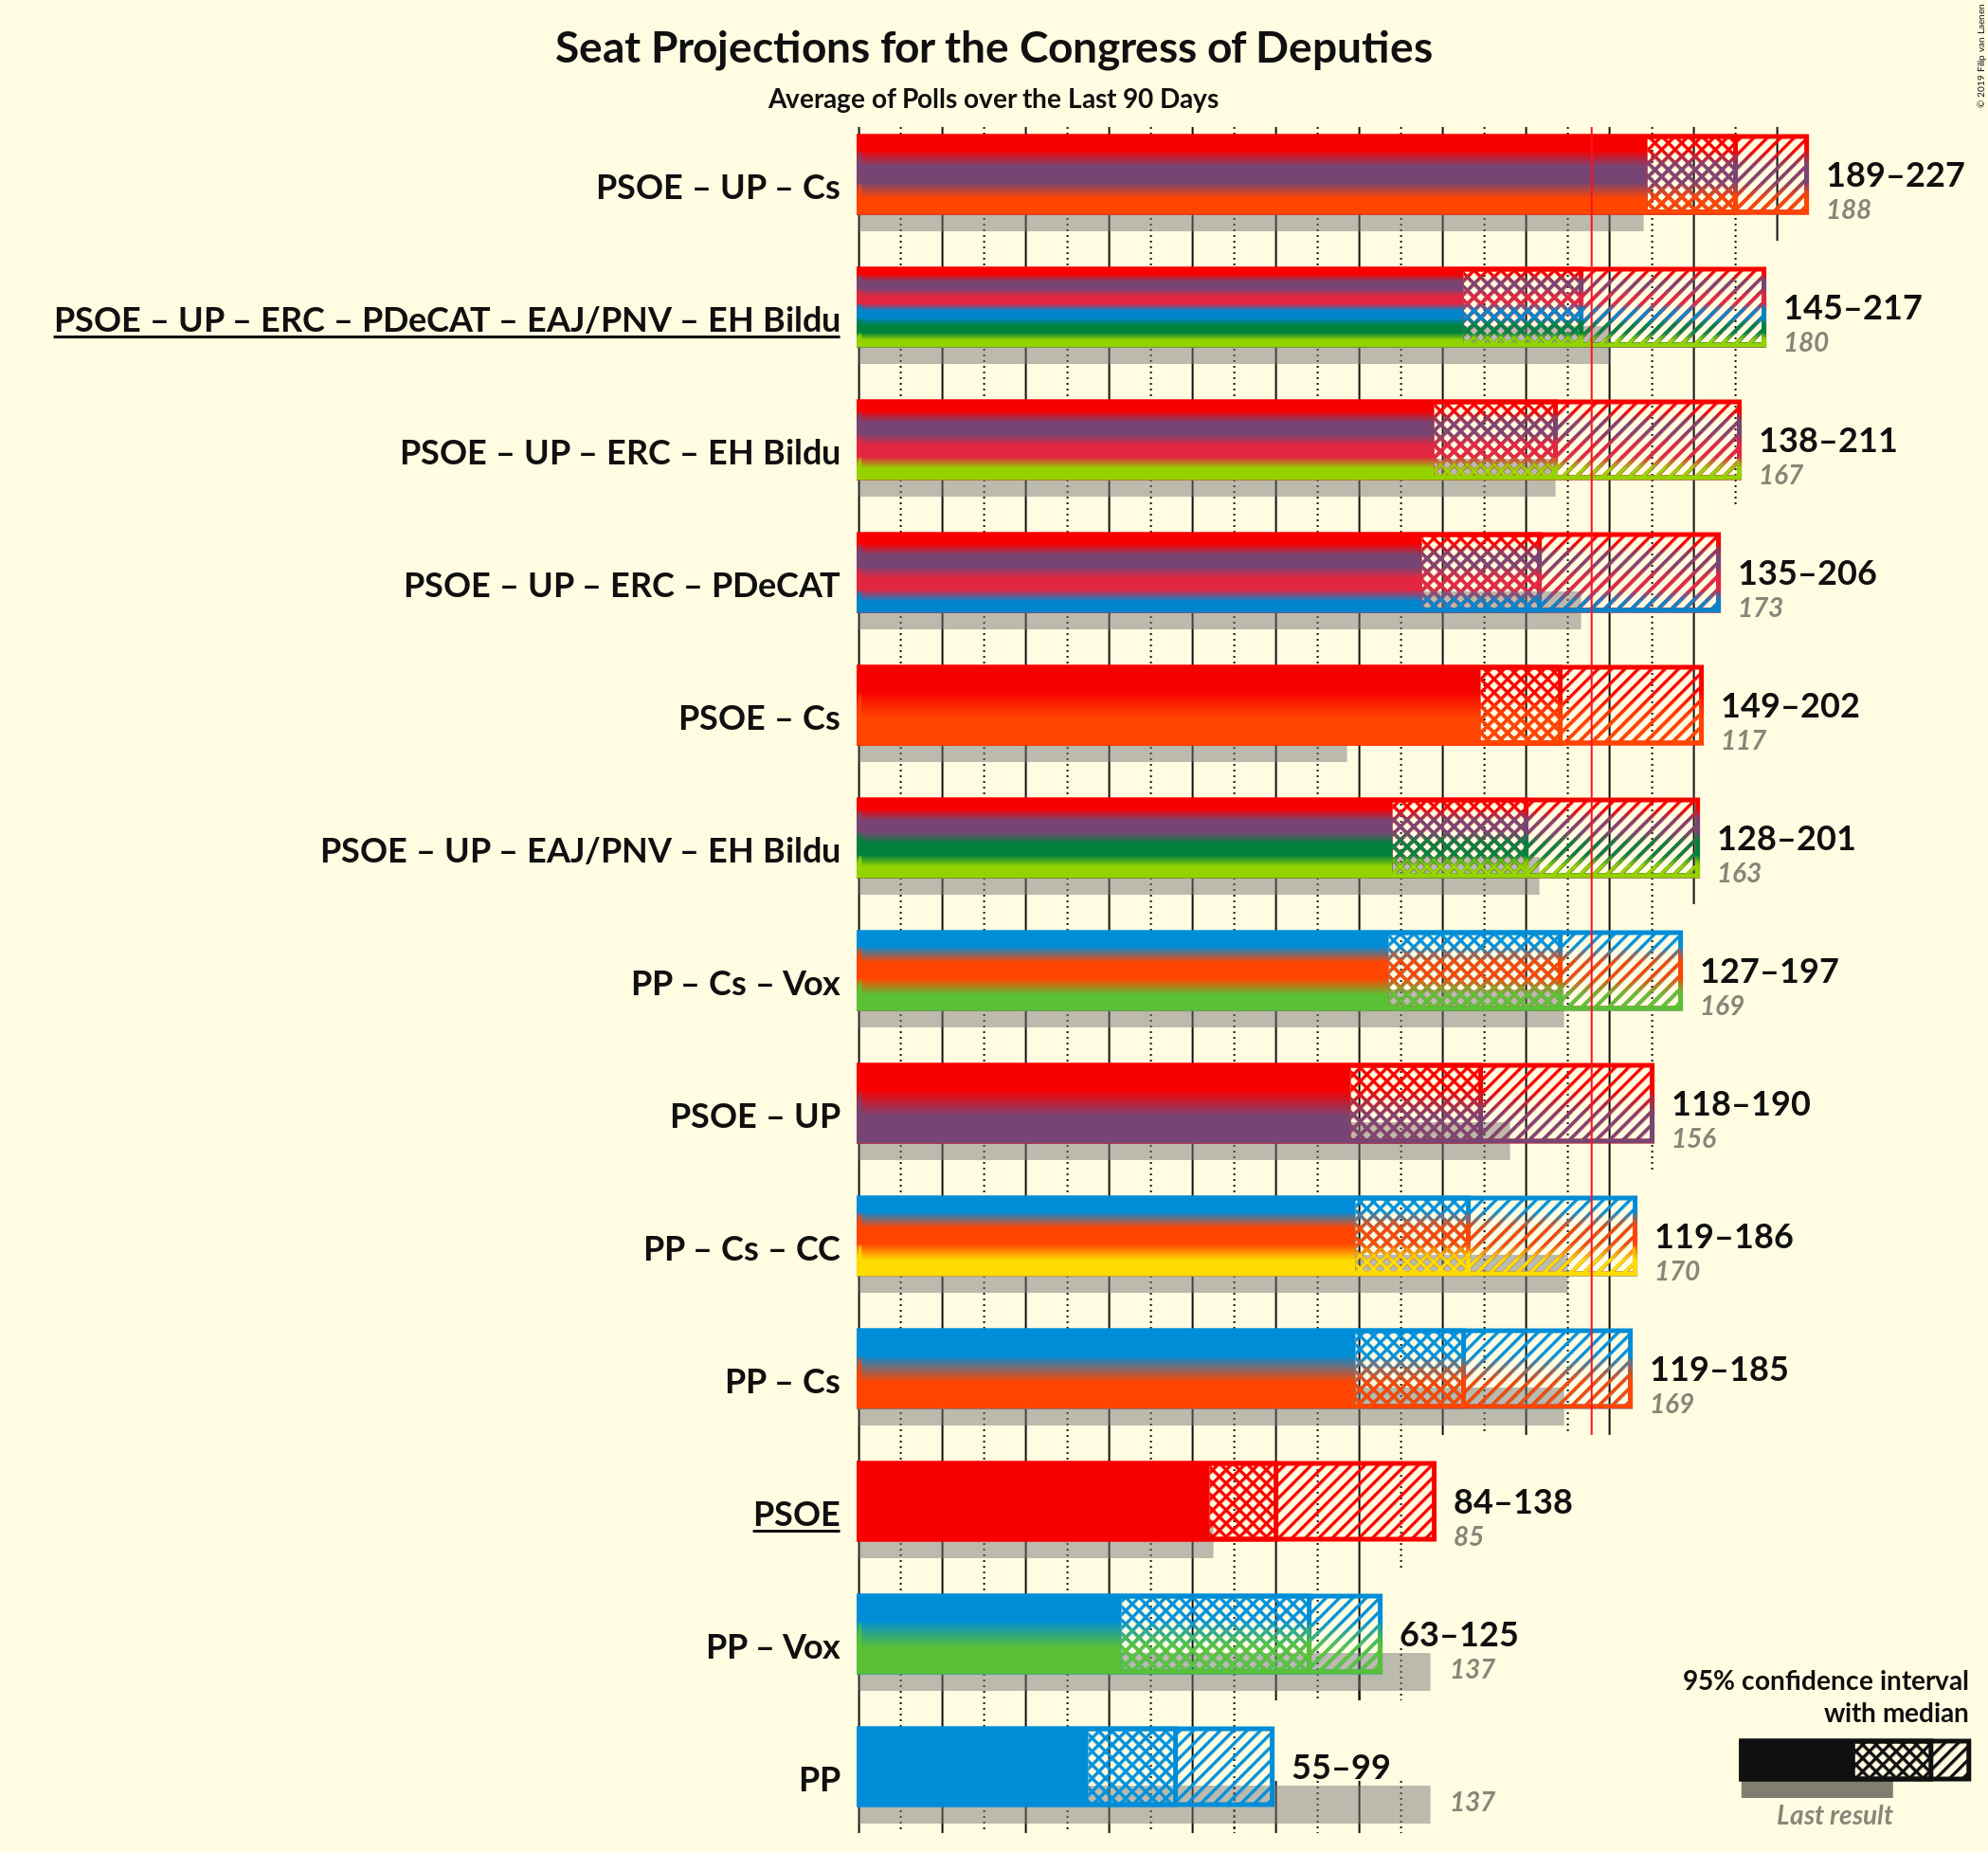 Seat Projections for the Congress of Deputies
Average of Polls over the Last 90 Days
© 2019 Filip van Laenen
PSOE – UP – Cs
189–227
188
PSOE – UP – ERC – PDeCAT – EAJ/PNV – EH Bildu
145–217
180
PSOE – UP – ERC – EH Bildu
138–211
167
PSOE – UP – ERC – PDeCAT
135–206
173
PSOE – Cs
149–202
117
PSOE – UP – EAJ/PNV – EH Bildu
128–201
163
PP – Cs – Vox
127–197
169
PSOE – UP
118–190
156
PP – Cs – CC
119–186
170
PP – Cs
119–185
169
PSOE
84–138
85
PP – Vox
63–125
137
PP
55–99
137
95% confidence interval
with median
Last result